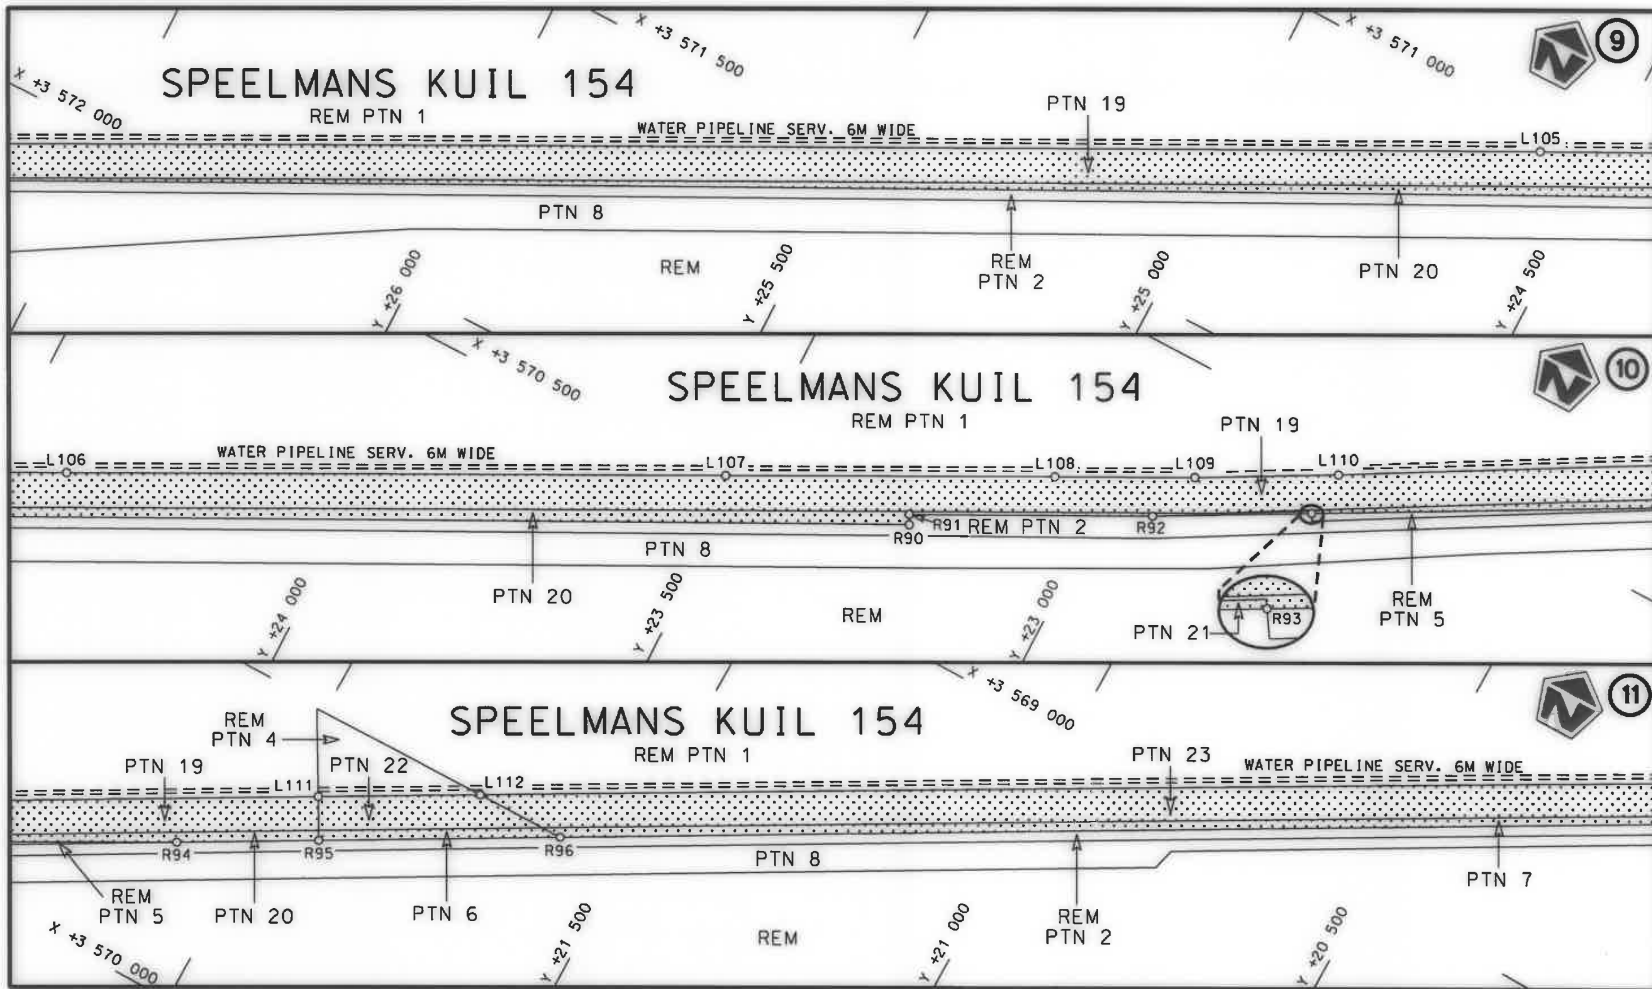 X +3 571 500
X +3 571 000
9
X +3 572 000
SPEELMANS KUIL 154
REM PTN 1
PTN 19
WATER PIPELINE SERV. 6M WIDE
L105
PTN 8
REM
REM
PTN 2
PTN 20
Y +26 000
Y +25 500
Y +25 000
Y +24 500
X +3 570 500
SPEELMANS KUIL 154
REM PTN 1
10
PTN 19
L106
WATER PIPELINE SERV. 6M WIDE
L107
L108
L109
L110
R90
R91
REM PTN 2
R92
PTN 8
PTN 20
REM
PTN 21
R93
REM
PTN 5
Y +24 000
Y +23 500
Y +23 000
X +3 569 000
11
REM
PTN 4
SPEELMANS KUIL 154
REM PTN 1
PTN 19
PTN 22
PTN 23
L111
L112
WATER PIPELINE SERV. 6M WIDE
R94
R95
R96
PTN 8
REM
PTN 5
PTN 20
PTN 6
REM
REM
PTN 2
PTN 7
X +3 570 000
Y +21 500
Y +21 000
Y +20 500